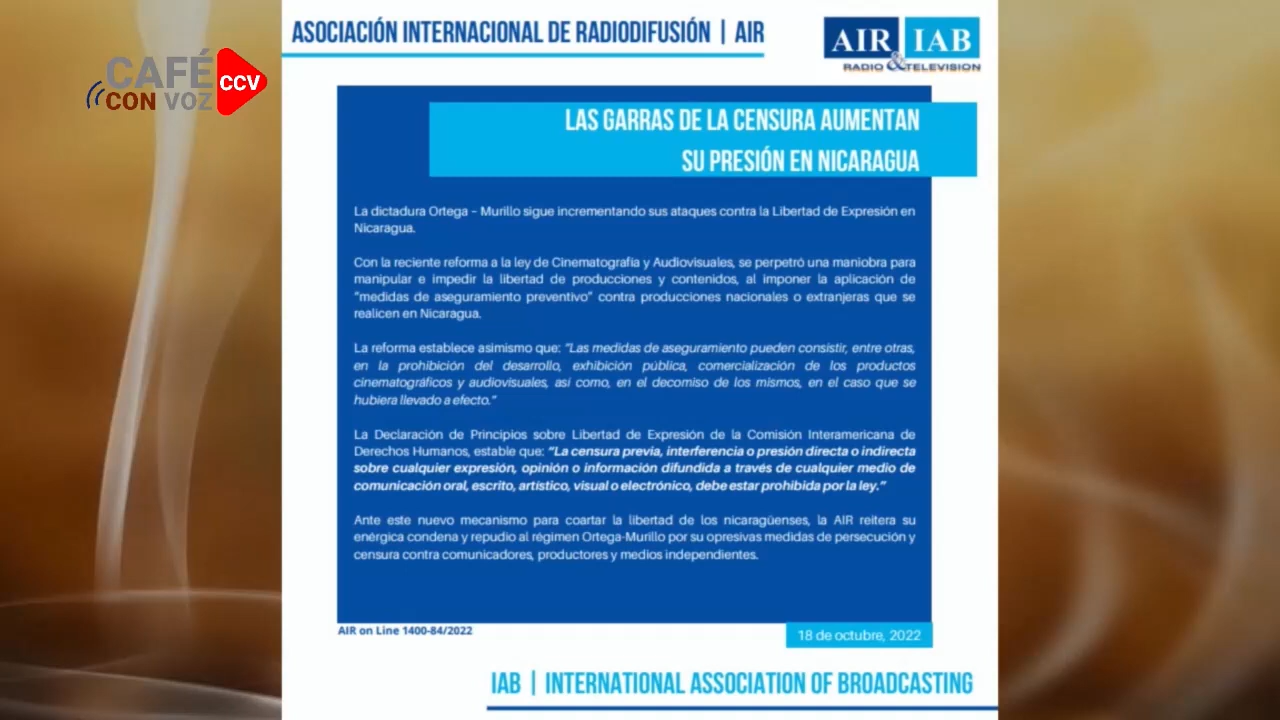 ASOCIACIÓN INTERNACIONAL DE RADIODIFUSIÓN | AIR
AIR IAB
RADIO & TELEVISION
CAFÉ
CON VOZ
CCV
LAS GARRAS DE LA CENSURA AUMENTAN
SU PRESIÓN EN NICARAGUA
La dictadura Ortega – Murillo sigue incrementando sus ataques contra la Libertad de Expresión en
Nicaragua.
Con la reciente reforma a la ley de Cinematografía y Audiovisuales, se perpetró una maniobra para
manipular e impedir la libertad de producciones y contenidos, al imponer la aplicación de
“medidas de aseguramiento preventivo” contra producciones nacionales o extranjeras que se
realicen en Nicaragua.
La reforma establece asimismo que: “Las medidas de aseguramiento pueden consistir, entre otras,
en la prohibición del desarrollo, exhibición pública, comercialización de los productos
cinematográficos y audiovisuales, así como, en el decomiso de los mismos, en el caso que se
hubiera llevado a efecto.”
La Declaración de Principios sobre Libertad de Expresión de la Comisión Interamericana de
Derechos Humanos, estable que: “La censura previa, interferencia o presión directa o indirecta
sobre cualquier expresión, opinión o información difundida a través de cualquier medio de
comunicación oral, escrito, artístico, visual o electrónico, debe estar prohibida por la ley.”
Ante este nuevo mecanismo para coartar la libertad de los nicaragüenses, la AIR reitera su
enérgica condena y repudio al régimen Ortega-Murillo por su opresivas medidas de persecución y
censura contra comunicadores, productores y medios independientes.
AIR on Line 1400-84/2022
18 de octubre, 2022
IAB | INTERNATIONAL ASSOCIATION OF BROADCASTING